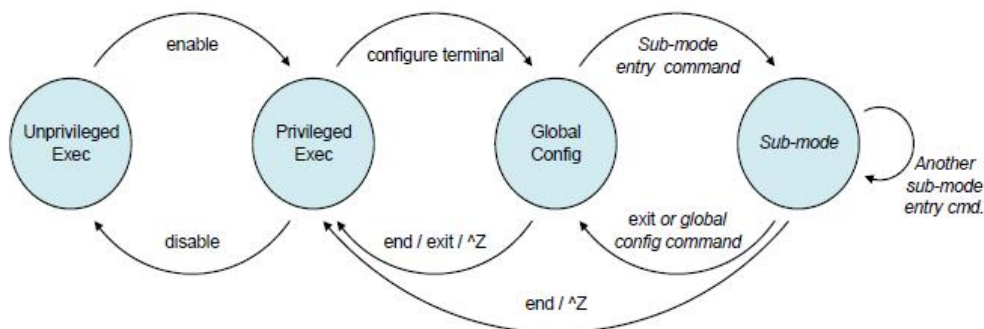 enable
configure terminal
Sub-mode
entry command
Unprivileged
Exec
Privileged
Exec
Global
Config
Sub-mode
Another
sub-mode
entry cmd.
disable
end / exit / ^Z
exit or global
config command
end / ^Z